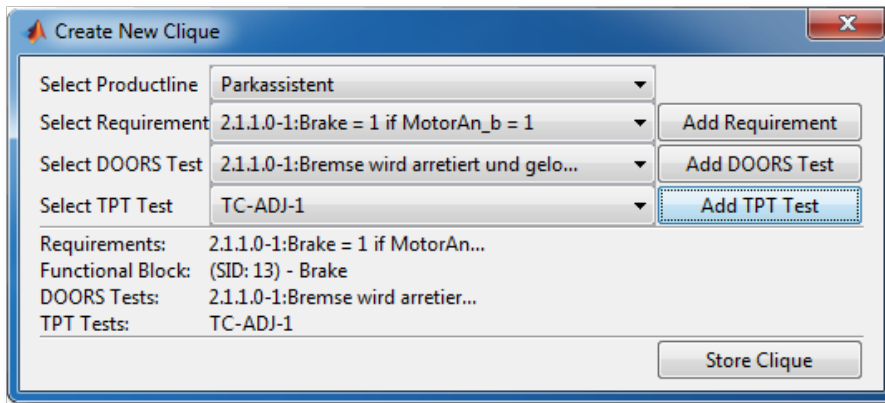 Create New Clique
Select Productline Parkassistent
Select Requirement 2.1.1.0-1:Brake = 1 if MotorAn_b = 1 Add Requirement
Select DOORS Test 2.1.1.0-1:Bremse wird arretiert und gelo... Add DOORS Test
Select TPT Test TC-ADJ-1 Add TPT Test
Requirements: 2.1.1.0-1:Brake = 1 if MotorAn...
Functional Block: (SID: 13) - Brake
DOORS Tests: 2.1.1.0-1:Bremse wird arretier...
TPT Tests: TC-ADJ-1
Store Clique